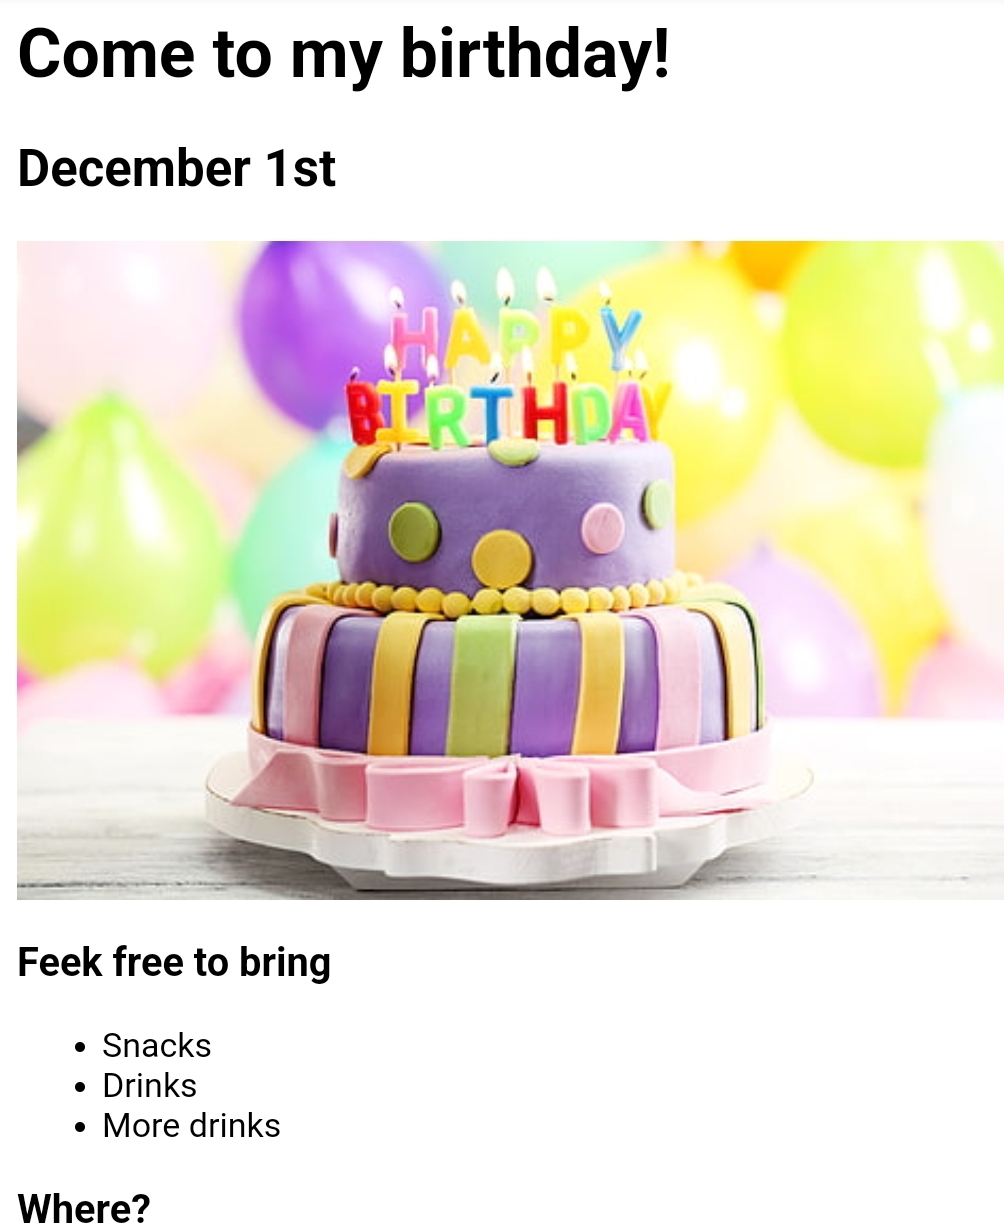 Come to my birthday!
December 1st
HAPPY
BIRTHDAY
Feek free to bring
Snacks
Drinks
More drinks
Where?